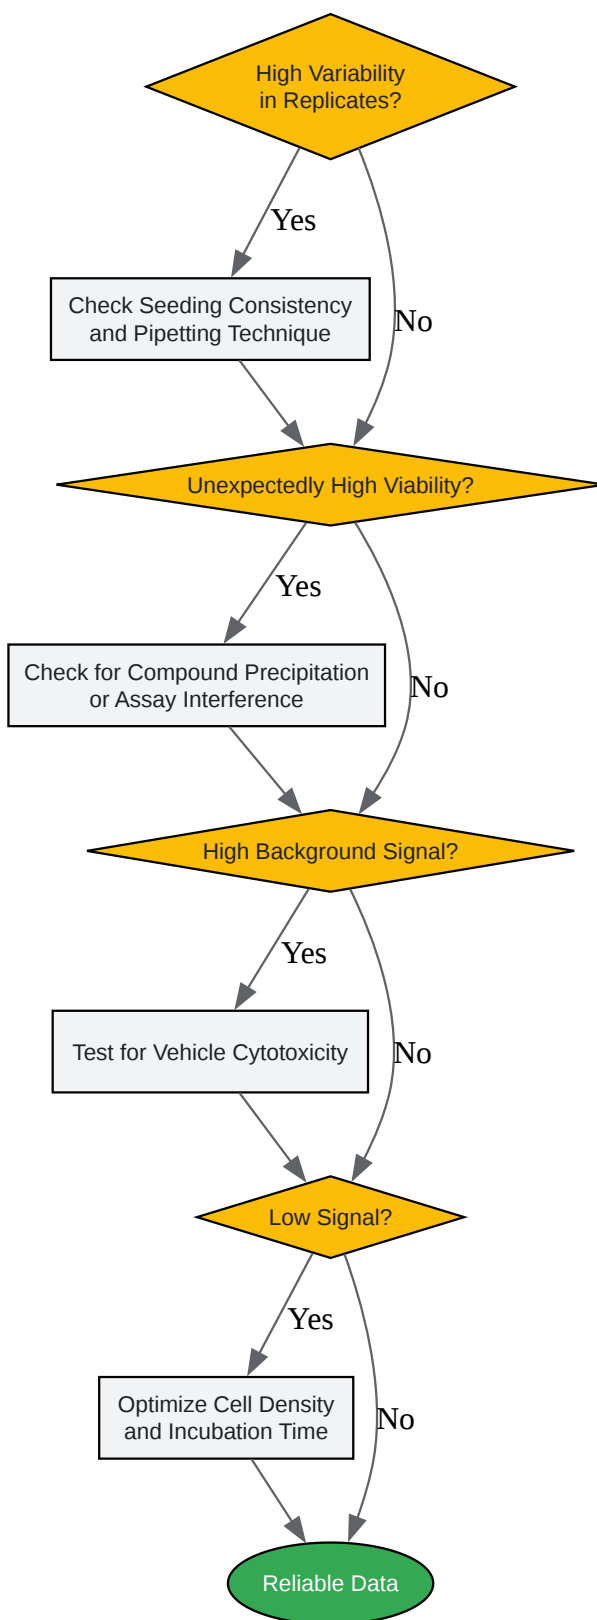 High Variability
in Replicates?
Yes
Check Seeding Consistency
and Pipetting Technique
No
Unexpectedly High Viability?
Yes
Check for Compound Precipitation
or Assay Interference
No
High Background Signal?
Yes
Test for Vehicle Cytotoxicity
No
Low Signal?
Yes
Optimize Cell Density
and Incubation Time
No
Reliable Data